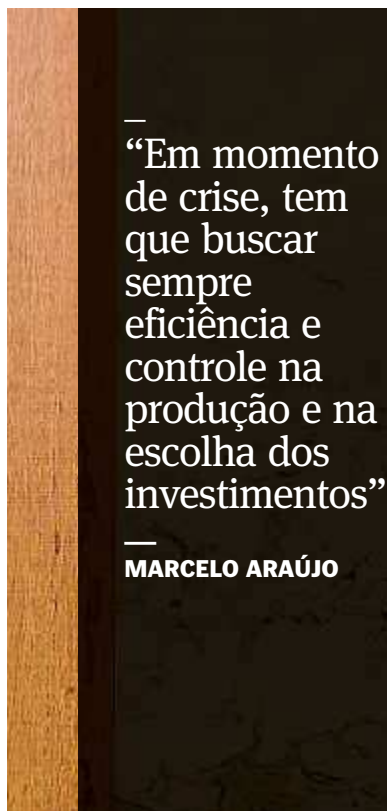 “Em momento
de crise, tem
que buscar
sempre
eficiência e
controle na
produção e na
escolha dos
investimentos”
MARCELO ARAÚJO